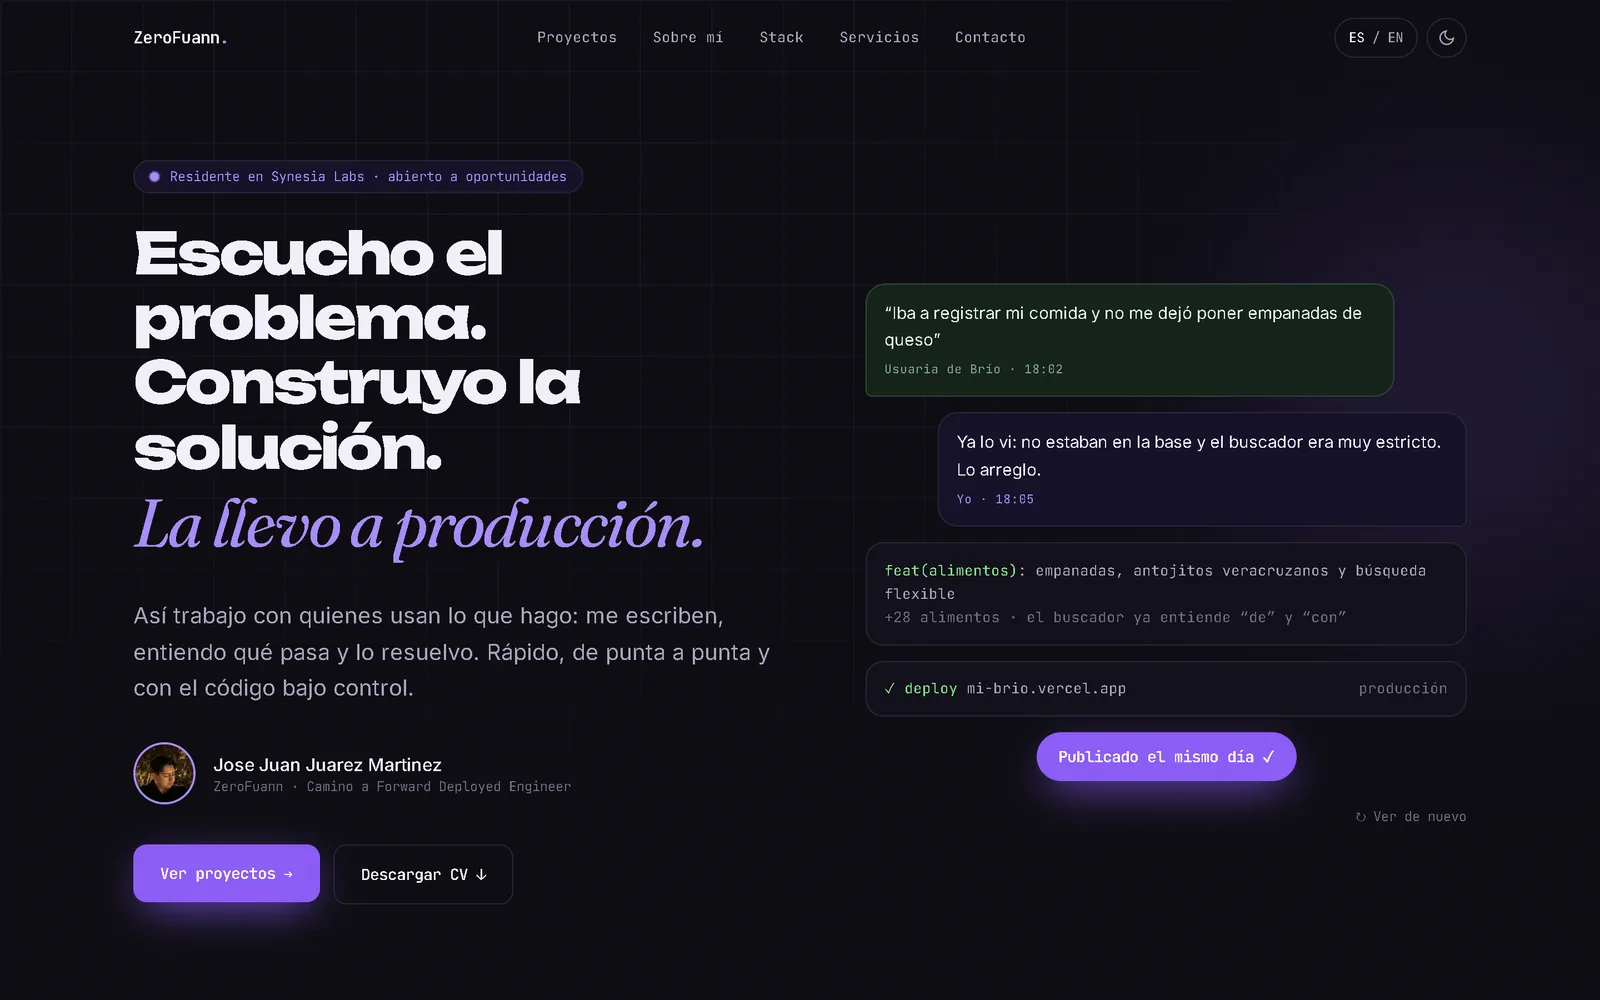 ZeroFuann.
Proyectos
Sobre mí
Stack
Servicios
Contacto
ES / EN
Residente en Synesia Labs · abierto a oportunidades
Escucho el
problema.
Construyo la
solución.
La llevo a producción.
Así trabajo con quienes usan lo que hago: me escriben,
entiendo qué pasa y lo resuelvo. Rápido, de punta a punta y
con el código bajo control.
Jose Juan Juarez Martinez
ZeroFuann · Camino a Forward Deployed Engineer
Ver proyectos →
Descargar CV ↓
“Iba a registrar mi comida y no me dejó poner empanadas de
queso”
Usuaria de Brío · 18:02
Ya lo vi: no estaban en la base y el buscador era muy estricto.
Lo arreglo.
Yo · 18:05
feat(alimentos): empanadas, antojitos veracruzanos y búsqueda
flexible
+28 alimentos · el buscador ya entiende “de” y “con”
✓ deploy mi-brio.vercel.app
producción
Publicado el mismo día ✓
↻ Ver de nuevo